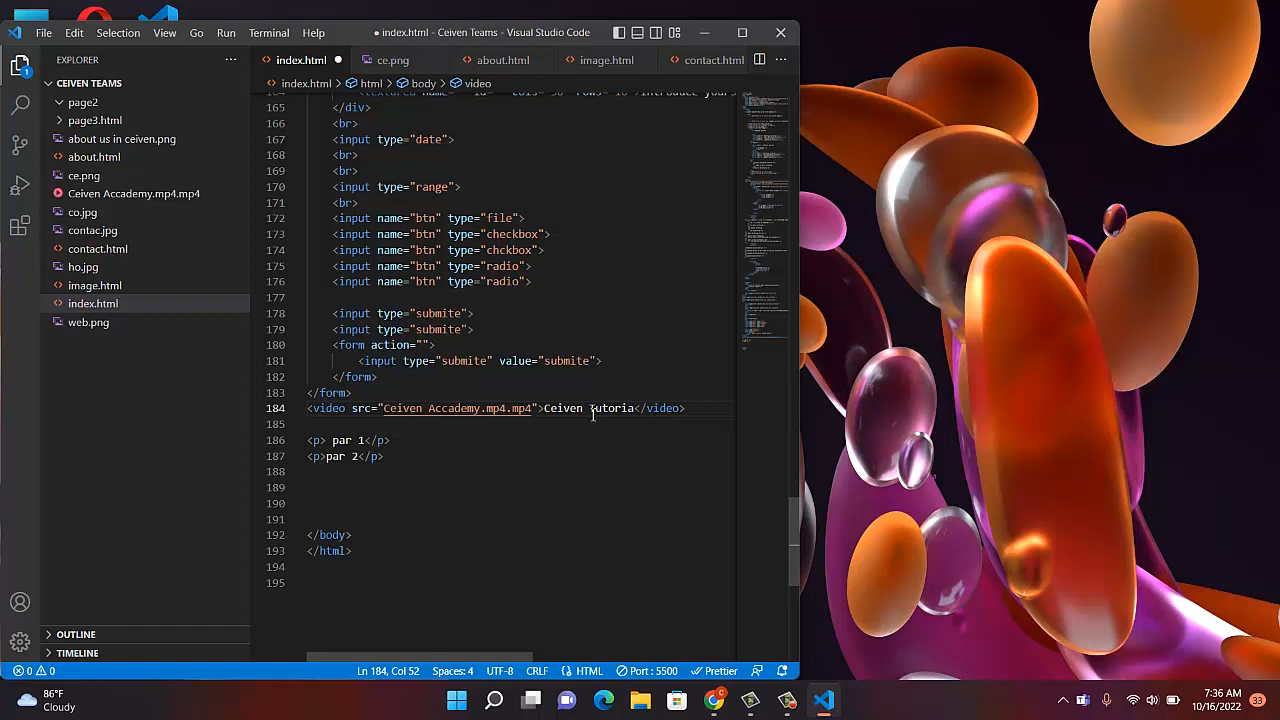 File Edit Selection View Go Run Terminal Help
index.html - Ceiven Teams - Visual Studio Code
EXPLORER
index.html
ce.png
about.html
image.html
contact.html
CEIVEN TEAMS
index.html > html > body > video
page2
about us in ceiven.png
about.html
ce.png
Ceiven Accademy.mp4.mp4
contact.html
ho.jpg
image.html
index.html
web.png
165 </div>
166 <br>
167 <input type="date">
168 <br>
169 <br>
170 <input type="range">
171 <br>
172 <input name="btn" type="file">
173 <input name="btn" type="checkbox">
174 <input name="btn" type="checkbox">
175 <input name="btn" type="radio">
176 <input name="btn" type="radio">
177
178 <input type="submite">
179 <input type="submite">
180 <form action="">
181 <input type="submite" value="submite">
182 </form>
183 </form>
184 <video src="Ceiven Accademy.mp4.mp4">Ceiven Tutoria</video>
185
186 <p> par 1</p>
187 <p>par 2</p>
188
189
190
191
192 </body>
193 </html>
194
195
OUTLINE
TIMELINE
0 0
Ln 184, Col 52
Spaces: 4
UTF-8
CRLF
HTML
Port : 5500
Prettier
86°F
Cloudy
7:36 AM
10/16/2022
33